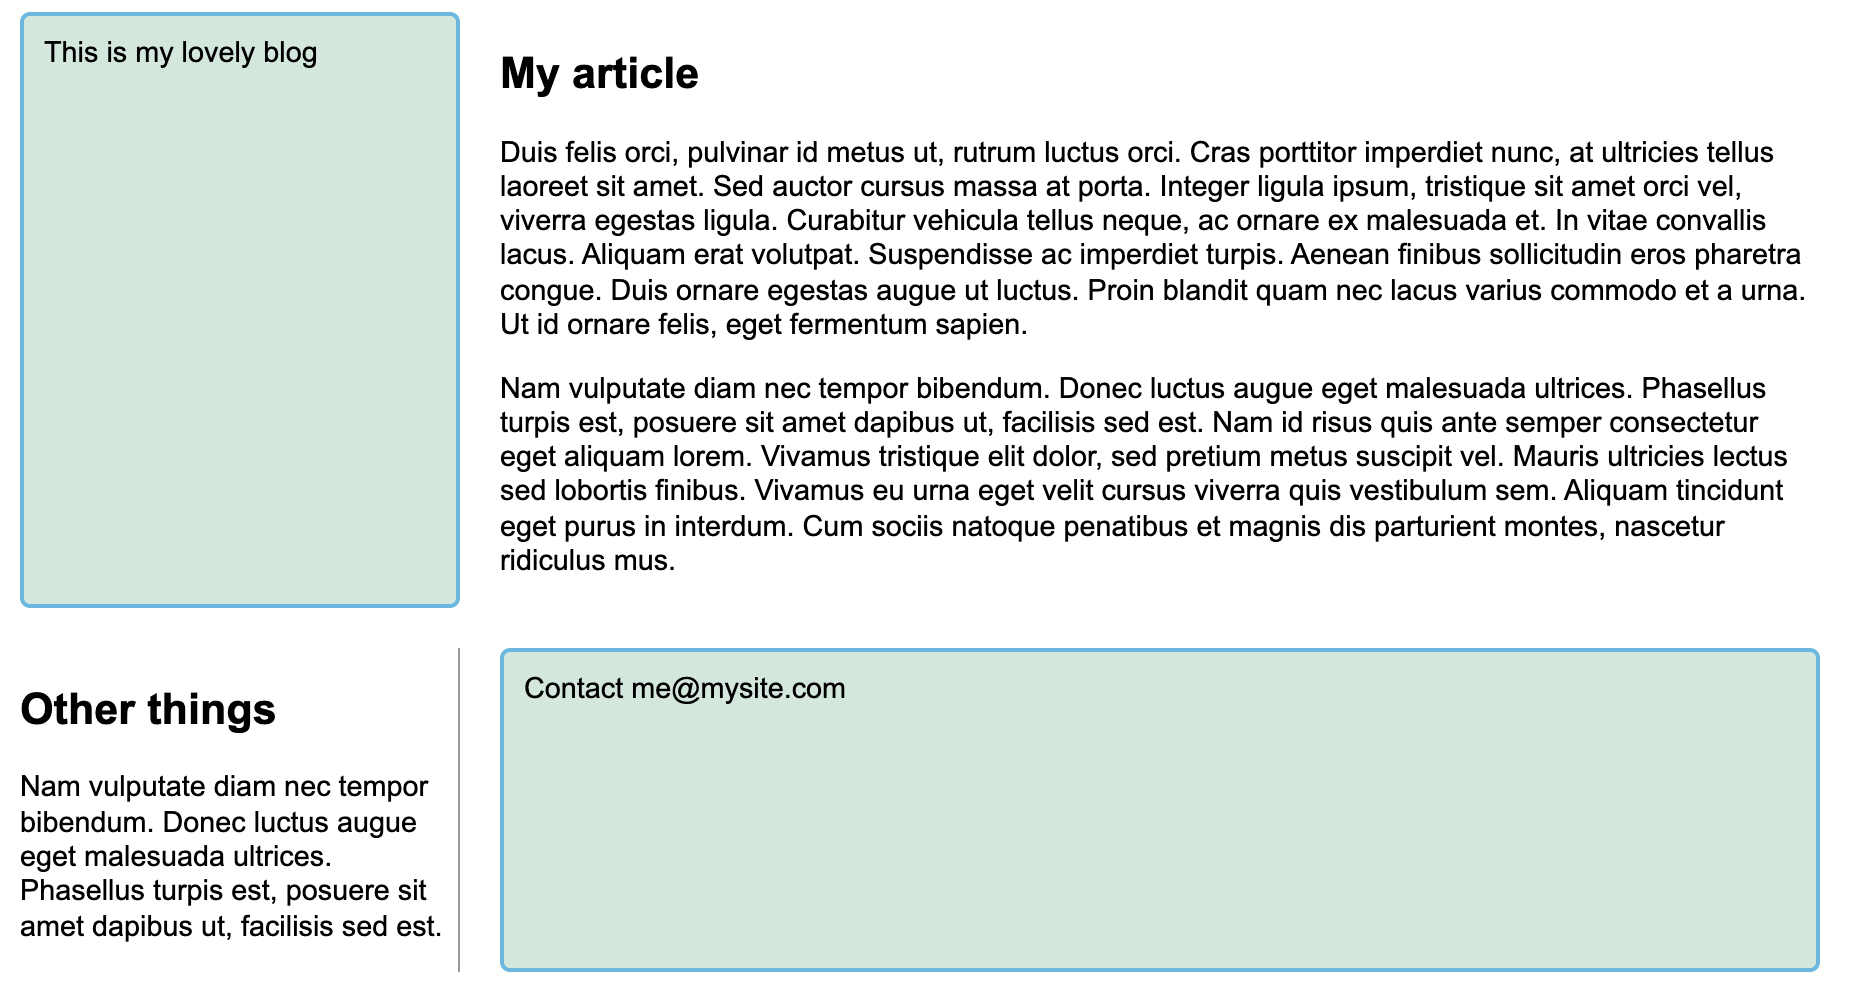 This is my lovely blog
My article
Duis felis orci, pulvinar id metus ut, rutrum luctus orci. Cras porttitor imperdiet nunc, at ultricies tellus
laoreet sit amet. Sed auctor cursus massa at porta. Integer ligula ipsum, tristique sit amet orci vel,
viverra egestas ligula. Curabitur vehicula tellus neque, ac ornare ex malesuada et. In vitae convallis
lacus. Aliquam erat volutpat. Suspendisse ac imperdiet turpis. Aenean finibus sollicitudin eros pharetra
congue. Duis ornare egestas augue ut luctus. Proin blandit quam nec lacus varius commodo et a urna.
Ut id ornare felis, eget fermentum sapien.
Nam vulputate diam nec tempor bibendum. Donec luctus augue eget malesuada ultrices. Phasellus
turpis est, posuere sit amet dapibus ut, facilisis sed est. Nam id risus quis ante semper consectetur
eget aliquam lorem. Vivamus tristique elit dolor, sed pretium metus suscipit vel. Mauris ultricies lectus
sed lobortis finibus. Vivamus eu urna eget velit cursus viverra quis vestibulum sem. Aliquam tincidunt
eget purus in interdum. Cum sociis natoque penatibus et magnis dis parturient montes, nascetur
ridiculus mus.
Other things
Nam vulputate diam nec tempor
bibendum. Donec luctus augue
eget malesuada ultrices.
Phasellus turpis est, posuere sit
amet dapibus ut, facilisis sed est.
Contact me@mysite.com